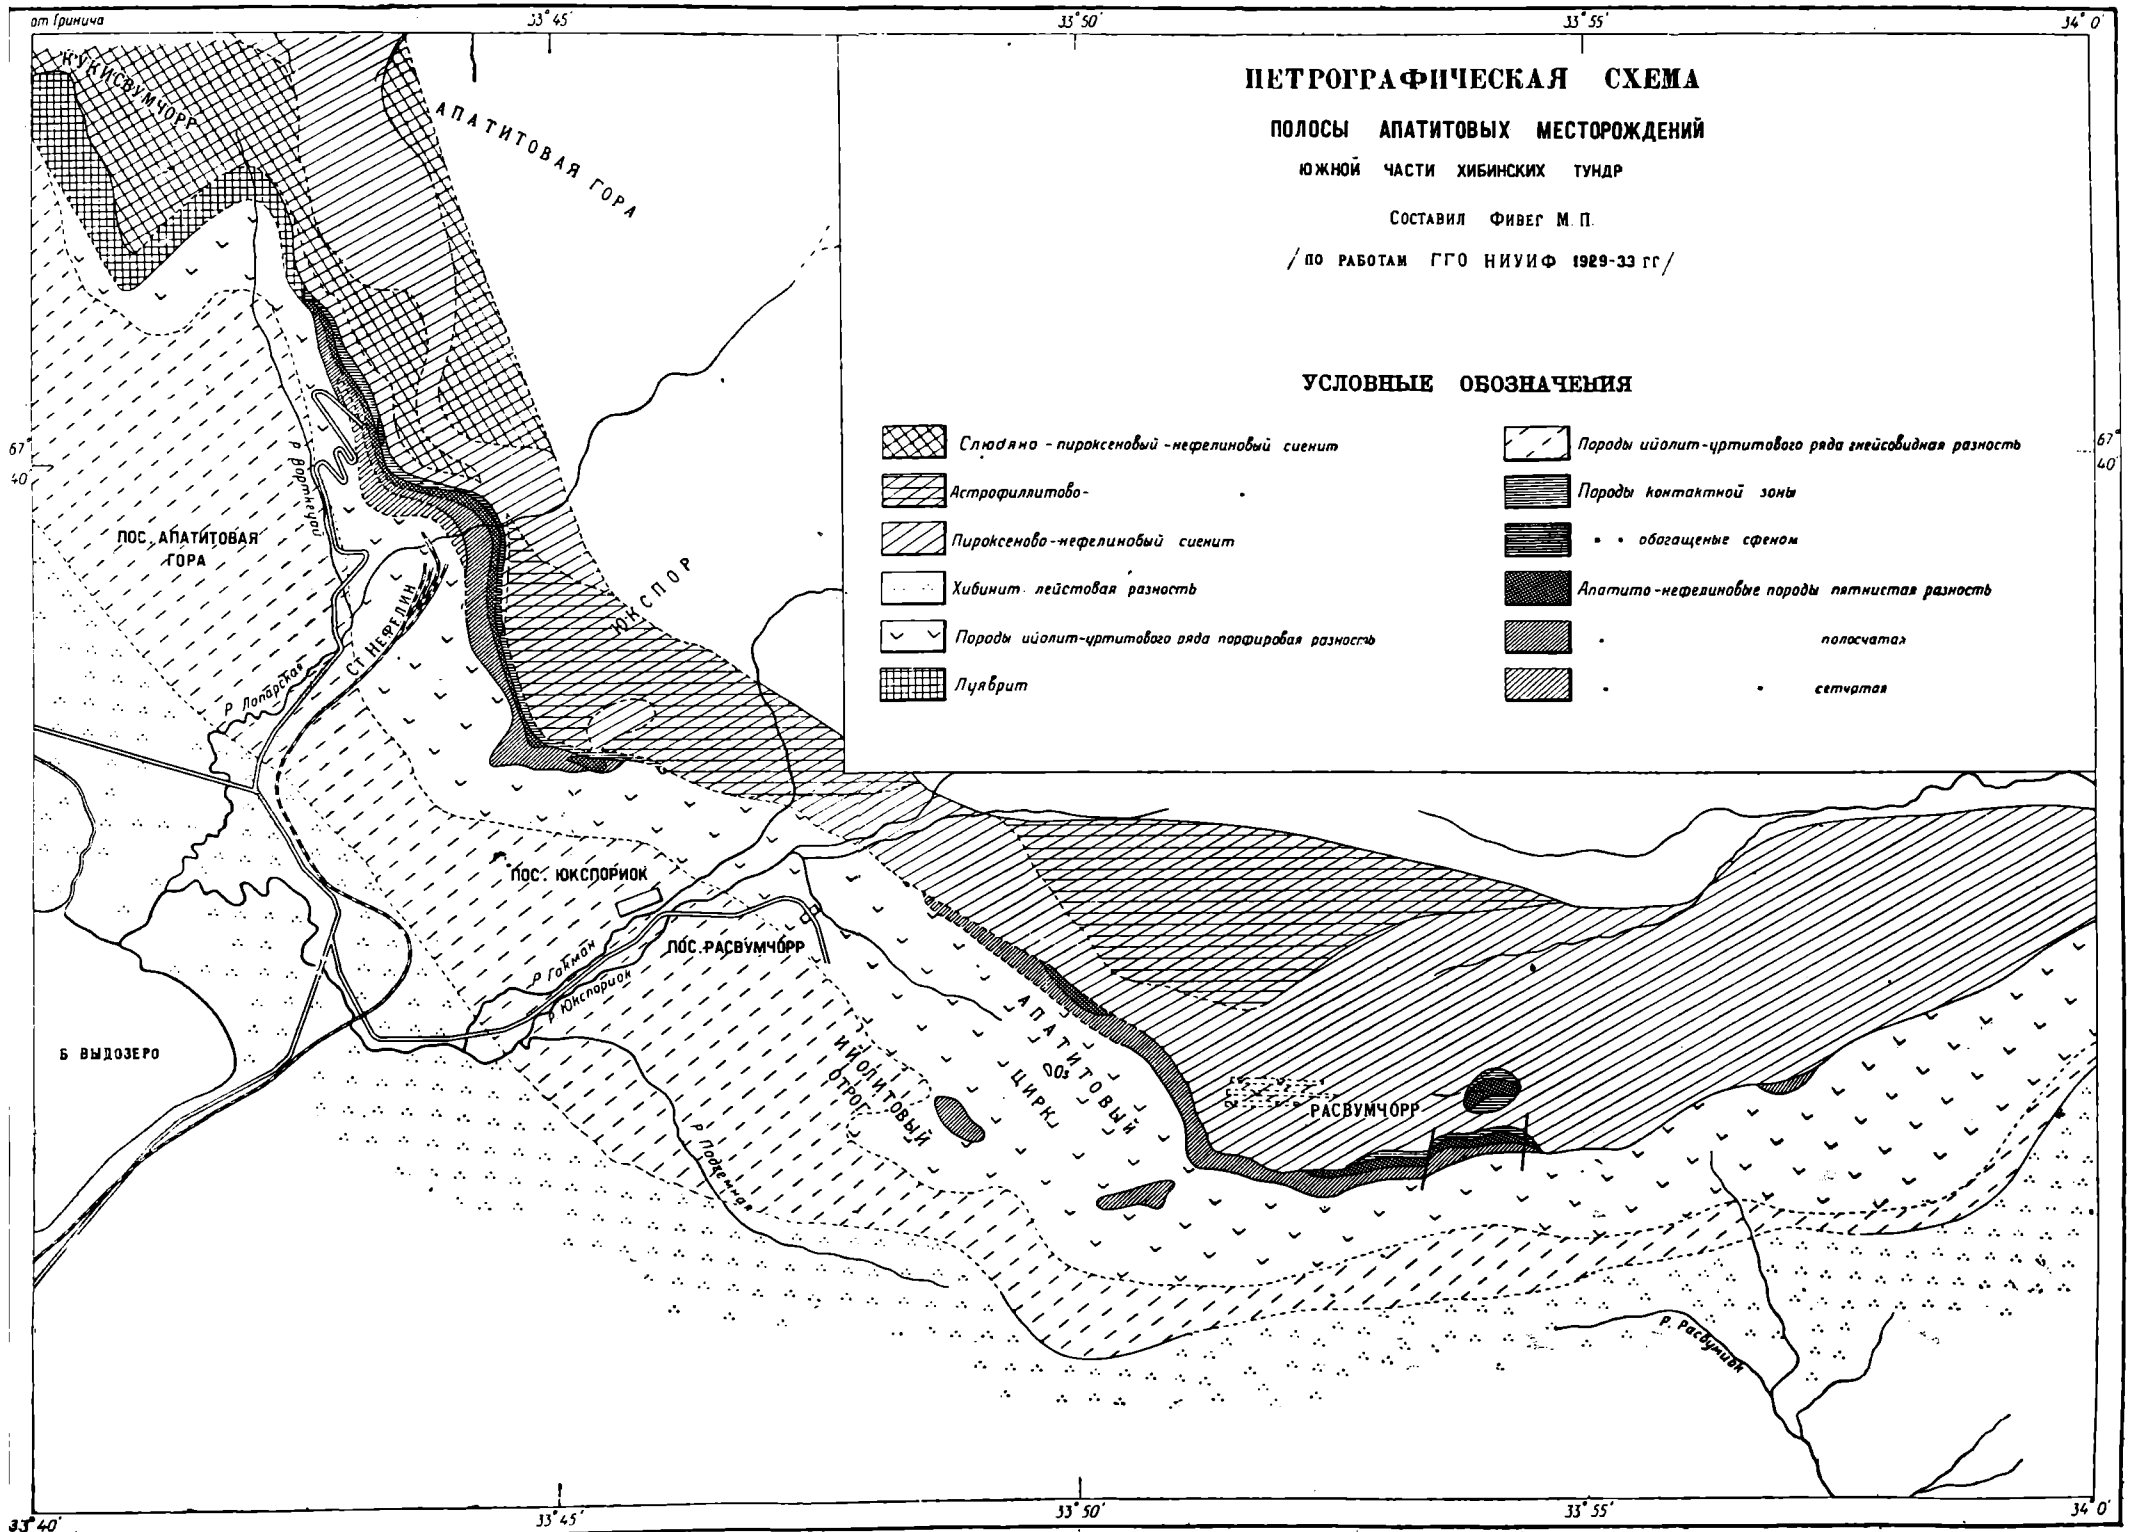 от Гринича
33° 45'
33° 50'
33° 55'
34° 0'
ПЕТРОГРАФИЧЕСКАЯ СХЕМА
ПОЛОСЫ АПАТИТОВЫХ МЕСТОРОЖДЕНИЙ
ЮЖНОЙ ЧАСТИ ХИБИНСКИХ ТУНДР
СОСТАВИЛ ФИВЕГ М. П.
/ПО РАБОТАМ ГГО НИУИФ 1929-33 ГГ/
УСЛОВНЫЕ ОБОЗНАЧЕНИЯ
Слюдяно-пироксеновый-нефелиновый сиенит
Астрофиллитово-
Пироксеново-нефелиновый сиенит
Хибинит лейстовая разность
Породы ийолит-уртитового ряда порфировая разность
Луяврит
Породы ийолит-уртитового ряда гнейсовидная разность
Породы контактной зоны
" " обогащеные сфеном
Апатито-нефелиновые породы пятнистая разность
" полосчатая
" " сетчатая
КУКИСВУМЧОРР
АПАТИТОВАЯ ГОРА
67°
40'
67°
40'
р. Ворткеуай
ПОС. АПАТИТОВАЯ
ГОРА
СТ НЕФЕЛИН
ЮКСПОР
р Лопарская
ПОС. ЮКСПОРИОК
ПОС. РАСВУМЧОРР
р Гакман
р Юкспориок
Б ВЫДОЗЕРО
АПАТИТОВЫЙ
ЦИРК
ИЙОЛИТОВЫЙ
ОТРОГ
РАСВУМЧОРР
р Подъемная
р. Расвумиок
33° 40'
33° 45'
33° 50'
33° 55'
34° 0'